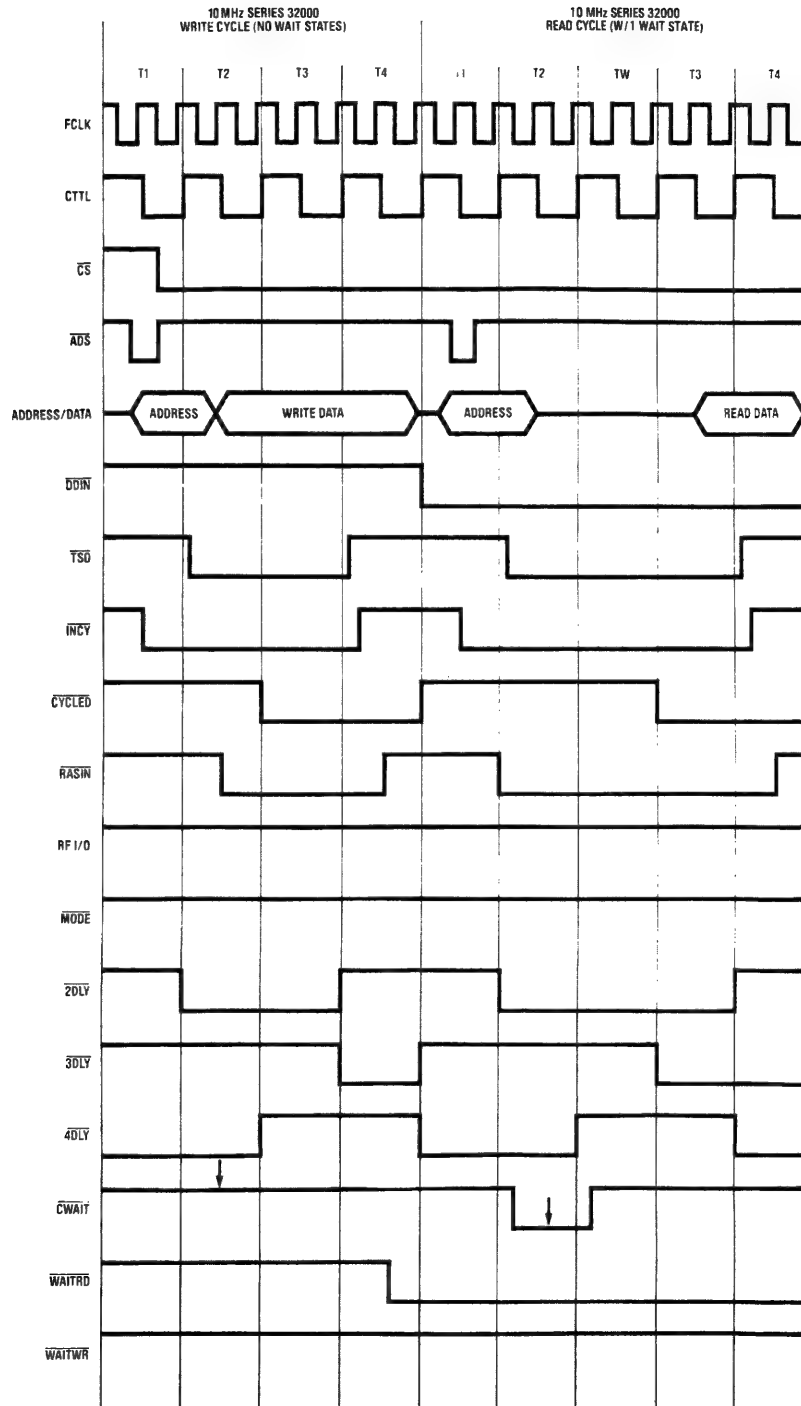 10 MHz SERIES 32000
WRITE CYCLE (NO WAIT STATES)
10 MHz SERIES 32000
READ CYCLE (W/1 WAIT STATE)
T1 T2 T3 T4 T1 T2 TW T3 T4
FCLK
CTTL
CS
ADS
ADDRESS/DATA ADDRESS WRITE DATA ADDRESS READ DATA
DDIN
TSO
INCY
CYCLED
RASIN
RF I/O
MODE
2DLY
3DLY
4DLY
CWAIT
WAITRD
WAITWR